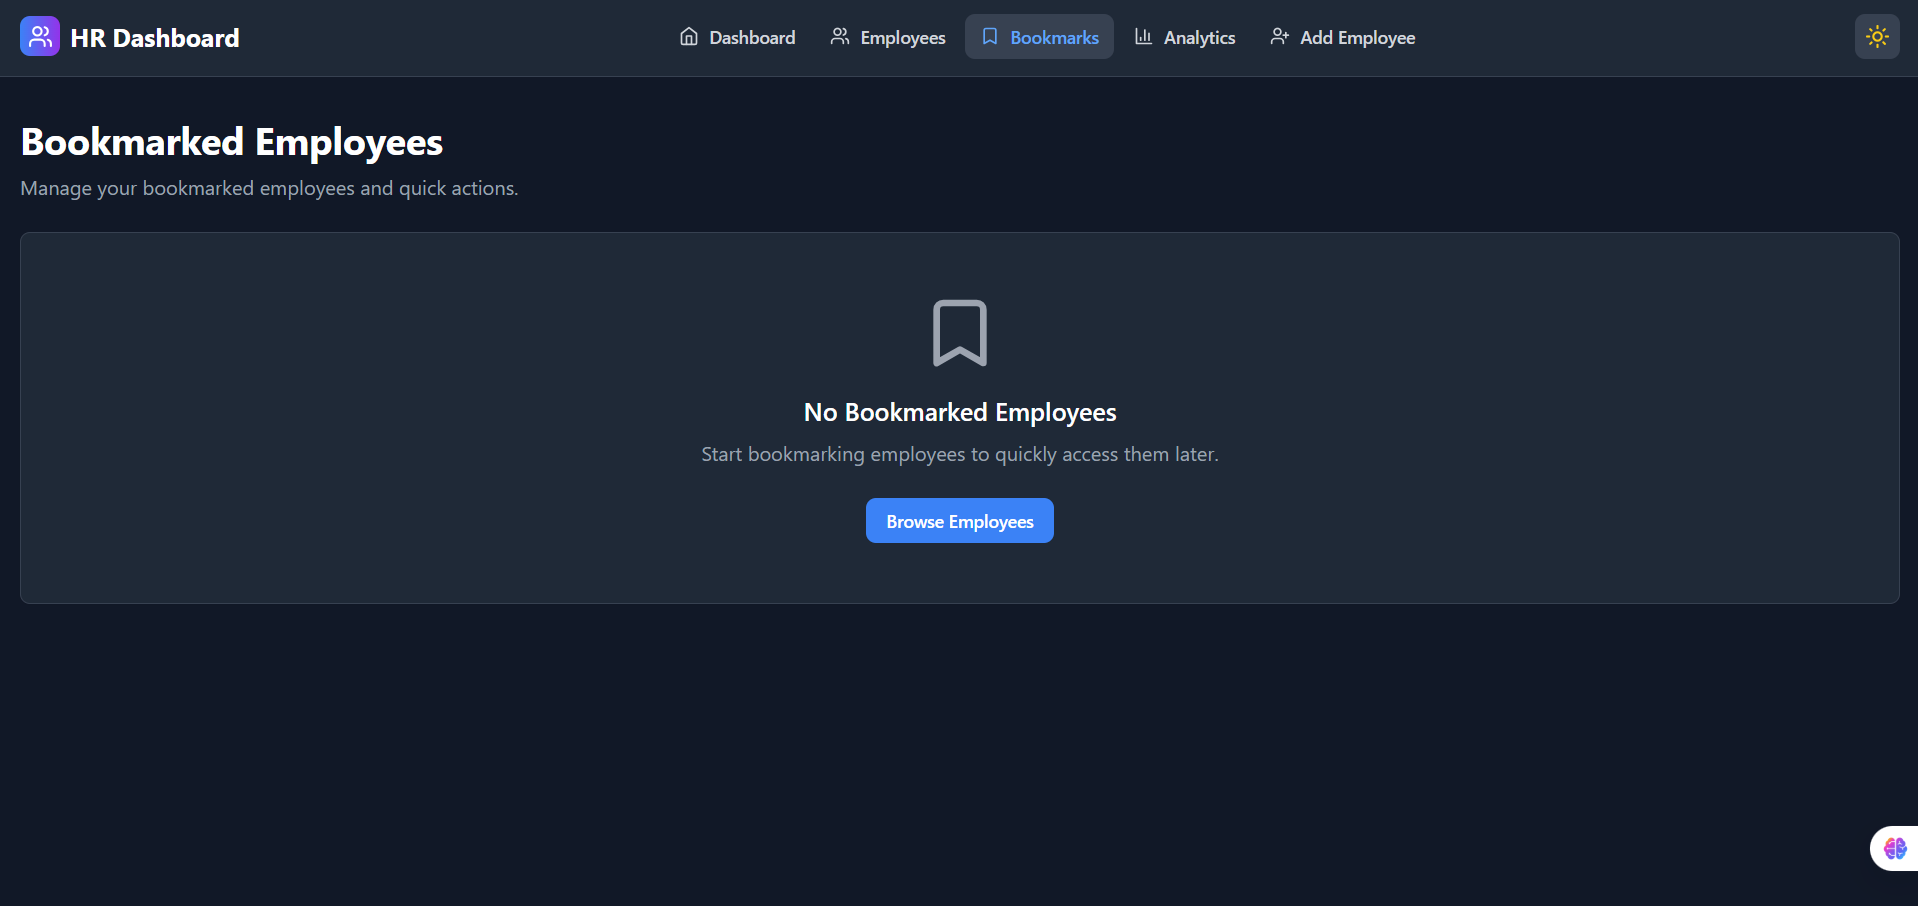 HR Dashboard
Dashboard
Employees
Bookmarks
Analytics
Add Employee
Bookmarked Employees
Manage your bookmarked employees and quick actions.
No Bookmarked Employees
Start bookmarking employees to quickly access them later.
Browse Employees